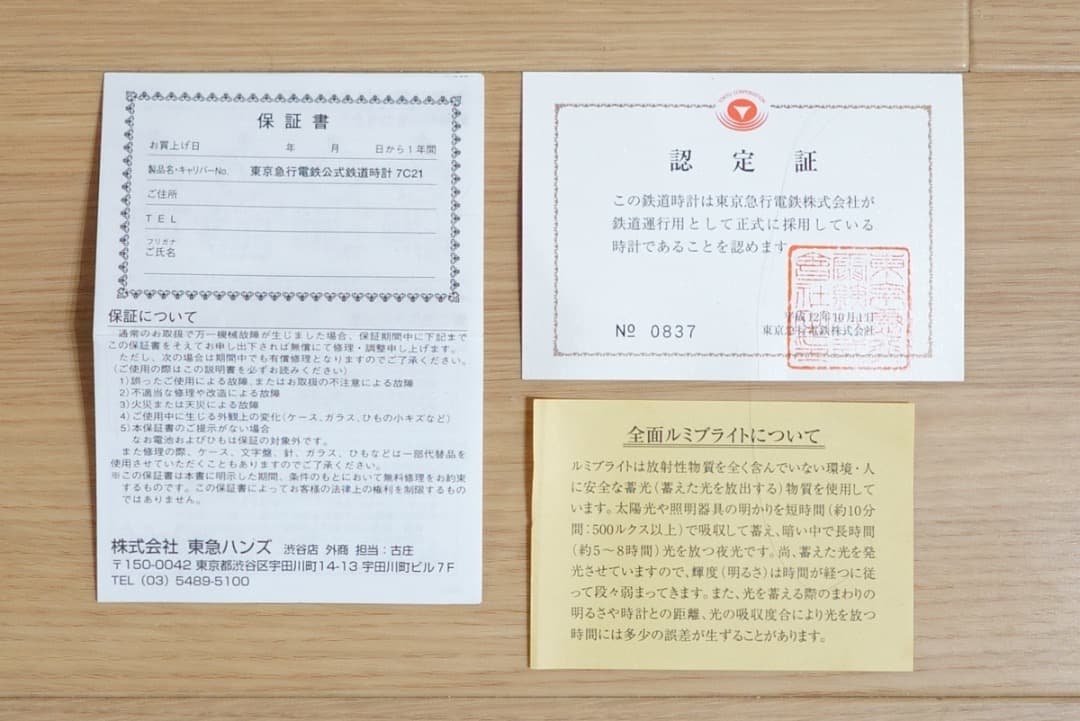 保証書
お買上げ日 年 月 日から1年間
製品名・キャリバーNo. 東京急行電鉄公式鉄道時計 7C21
ご住所
TEL
フリガナ
ご氏名
保証について
通常のお取扱で万一機械故障が生じました場合、保証期間中に下記まで
この保証書をそえてお申し出下されば無償にて修理・調整申し上げます。
ただし、次の場合は期間中でも有償修理となりますのでご了承ください。
(ご使用の際はこの説明書を必ずお読みください)
1)誤ったご使用による故障、またはお取扱の不注意による故障
2)不適当な修理や改造による故障
3)火災または天災による故障
4)ご使用中に生じる外観上の変化(ケース、ガラス、ひもの小キズなど)
5)本保証書のご提示がない場合
なお電池およびひもは保証の対象外です。
また修理の際、ケース、文字盤、針、ガラス、ひもなどは一部代替品を
使用させていただくこともありますのでご了承ください。
※この保証書は本書に明示した期間、条件のもとにおいて無料修理をお約束
するものです。この保証書によってお客様の法律上の権利を制限するもの
ではありません。
株式会社 東急ハンズ 渋谷店 外商 担当:古庄
〒150-0042 東京都渋谷区宇田川町14-13 宇田川町ビル7F
TEL (03) 5489-5100
TOKYU CORPORATION
認定証
この鉄道時計は東京急行電鉄株式会社が
鉄道運行用として正式に採用している
時計であることを認めます
平成12年10月1日
№ 0837
東京急行電鉄株式会社
全面ルミブライトについて
ルミブライトは放射性物質を全く含んでいない環境・人
に安全な蓄光(蓄えた光を放出する)物質を使用して
います。太陽光や照明器具の明かりを短時間(約10分
間:500ルクス以上)で吸収して蓄え、暗い中で長時間
(約5~8時間)光を放つ夜光です。尚、蓄えた光を発
光させていますので、輝度(明るさ)は時間が経つに従
って段々弱まってきます。また、光を蓄える際のまわりの
明るさや時計との距離、光の吸収度合により光を放つ
時間には多少の誤差が生ずることがあります。